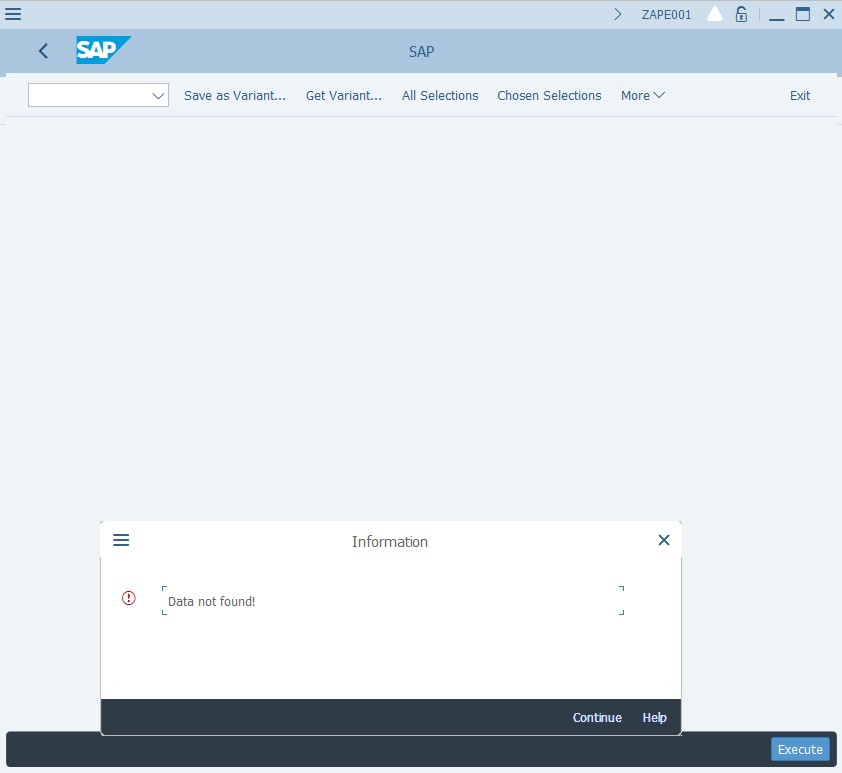 ZAPE001
SAP
SAP
Save as Variant... Get Variant... All Selections Chosen Selections More Exit
Information
Data not found!
Continue Help
Execute